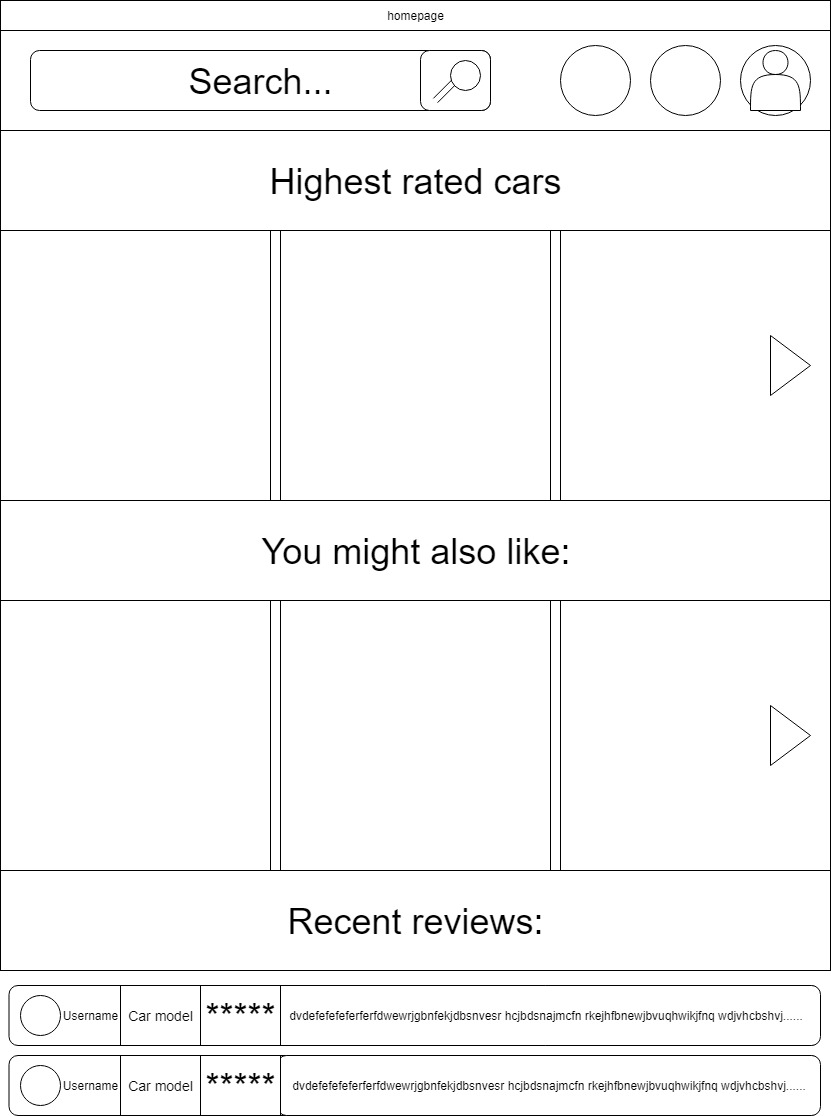 homepage
Search...
Highest rated cars
You might also like:
Recent reviews:
Username Car model ***** dvdefefefeferferfdwewrjgbnfekjdbsnvesr hcjbdsnajmcfn rkejhfbnewjbvuqhwikjfnq wdjvhcbshvj......
Username Car model ***** dvdefefefeferferfdwewrjgbnfekjdbsnvesr hcjbdsnajmcfn rkejhfbnewjbvuqhwikjfnq wdjvhcbshvj......